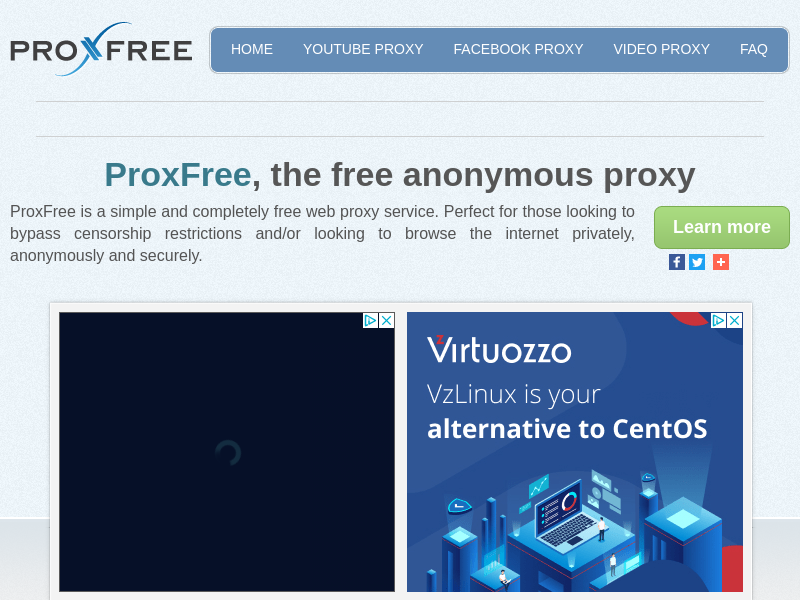 PROXFREE
HOME YOUTUBE PROXY FACEBOOK PROXY VIDEO PROXY FAQ
ProxFree, the free anonymous proxy
ProxFree is a simple and completely free web proxy service. Perfect for those looking to
bypass censorship restrictions and/or looking to browse the internet privately,
anonymously and securely.
Learn more
Virtuozzo
VzLinux is your
alternative to CentOS